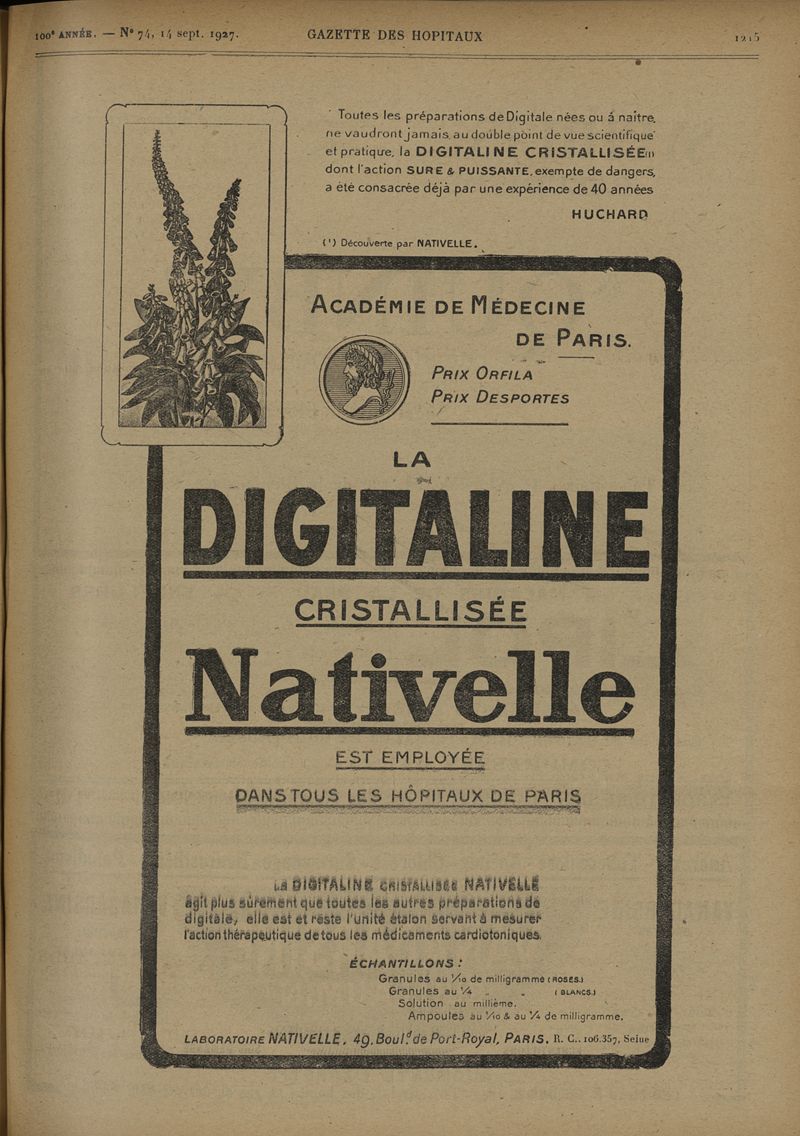 100e ANNÉE. — No 74, 14 sept. 1927.
GAZETTE DES HOPITAUX
1215
Toutes les préparations de Digitale nées ou à naître,
ne vaudront jamais, au double point de vue scientifique
et pratique, la DIGITALINE CRISTALLISÉE(1)
dont l'action SURE & PUISSANTE, exempte de dangers,
a été consacrée déjà par une expérience de 40 années
HUCHARD
(1) Découverte par NATIVELLE.
ACADÉMIE DE MÉDECINE
DE PARIS.
PRIX ORFILA
PRIX DESPORTES
LA
DIGITALINE
CRISTALLISÉE
Nativelle
EST EMPLOYÉE
DANS TOUS LES HÔPITAUX DE PARIS
La DIGITALINE CRISTALLISÉE NATIVELLE
agit plus sûrement que toutes les autres préparations de
digitale, elle est et reste l'unité étalon servant à mesurer
l'action thérapeutique de tous les médicaments cardiotoniques.
ÉCHANTILLONS :
Granules au 1/10 de milligramme (ROSES.)
Granules au 1/4 „ „ (BLANCS.)
Solution au millième.
Ampoules au 1/10 & au 1/4 de milligramme.
LABORATOIRE NATIVELLE, 49, Boul.d de Port-Royal, PARIS. R. C.. 106.357, Seine